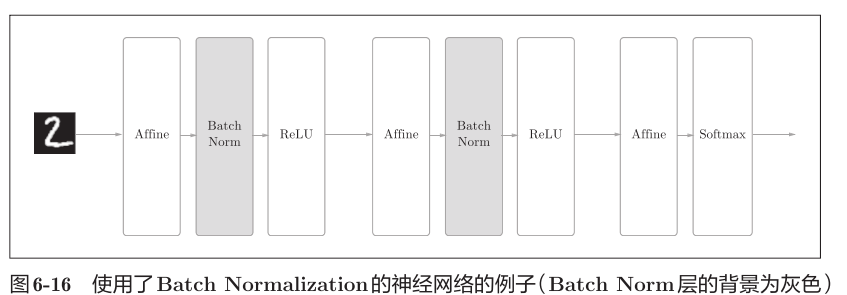 2
Affine
Batch
Norm
ReLU
Affine
Batch
Norm
ReLU
Affine
Softmax
图6-16 使用了Batch Normalization的神经网络的例子(Batch Norm层的背景为灰色)